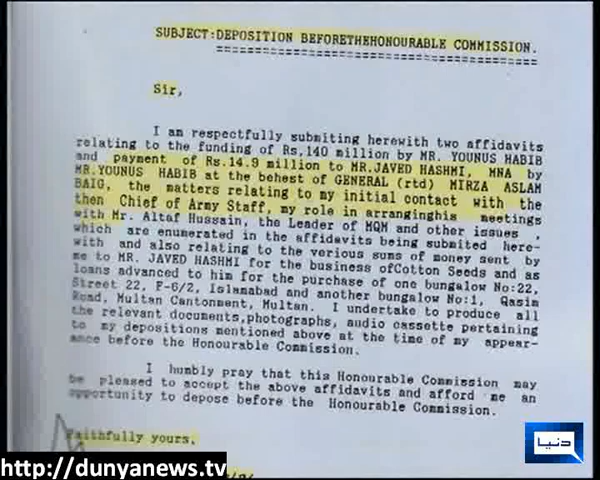 SUBJECT:DEPOSITION BEFORETHEHONOURABLE COMMISSION.
Sir,
I am respectfully submiting herewith two affidavits
relating to the funding of Rs,140 million by MR. YOUNUS HABIB
and payment of Rs.14.9 million to MR.JAVED HASHMI, MNA by
MR.YOUNUS HABIB at the behest of GENERAL (rtd) MIRZA ASLAM
BAIG, the matters relating to my initial contact with the
then Chief of Army Staff, my role in arranginghis meetings
with Mr. Altaf Hussain, the Leader of MQM and other issues ,
which are enumerated in the affidavits being submited here-
with and also relating to the verious sums of money sent by
me to MR. JAVED HASHMI for the business ofCotton Seeds and as
loans advanced to him for the purchase of one bungalow No:22,
Street 22, F-6/2, Islamabad and another bungalow No:1, Qasim
Road, Multan Cantonment, Multan. I undertake to produce all
the relevant documents,photographs, audio cassette pertaining
to my depositions mentioned above at the time of my appear-
ance before the Honourable Commission.
I humbly pray that this Honourable Commission may
be pleased to accept the above affidavits and afford me an
opportunity to depose before the Honourable Commission.
Faithfully yours,
http://dunyanews.tv
دنیا